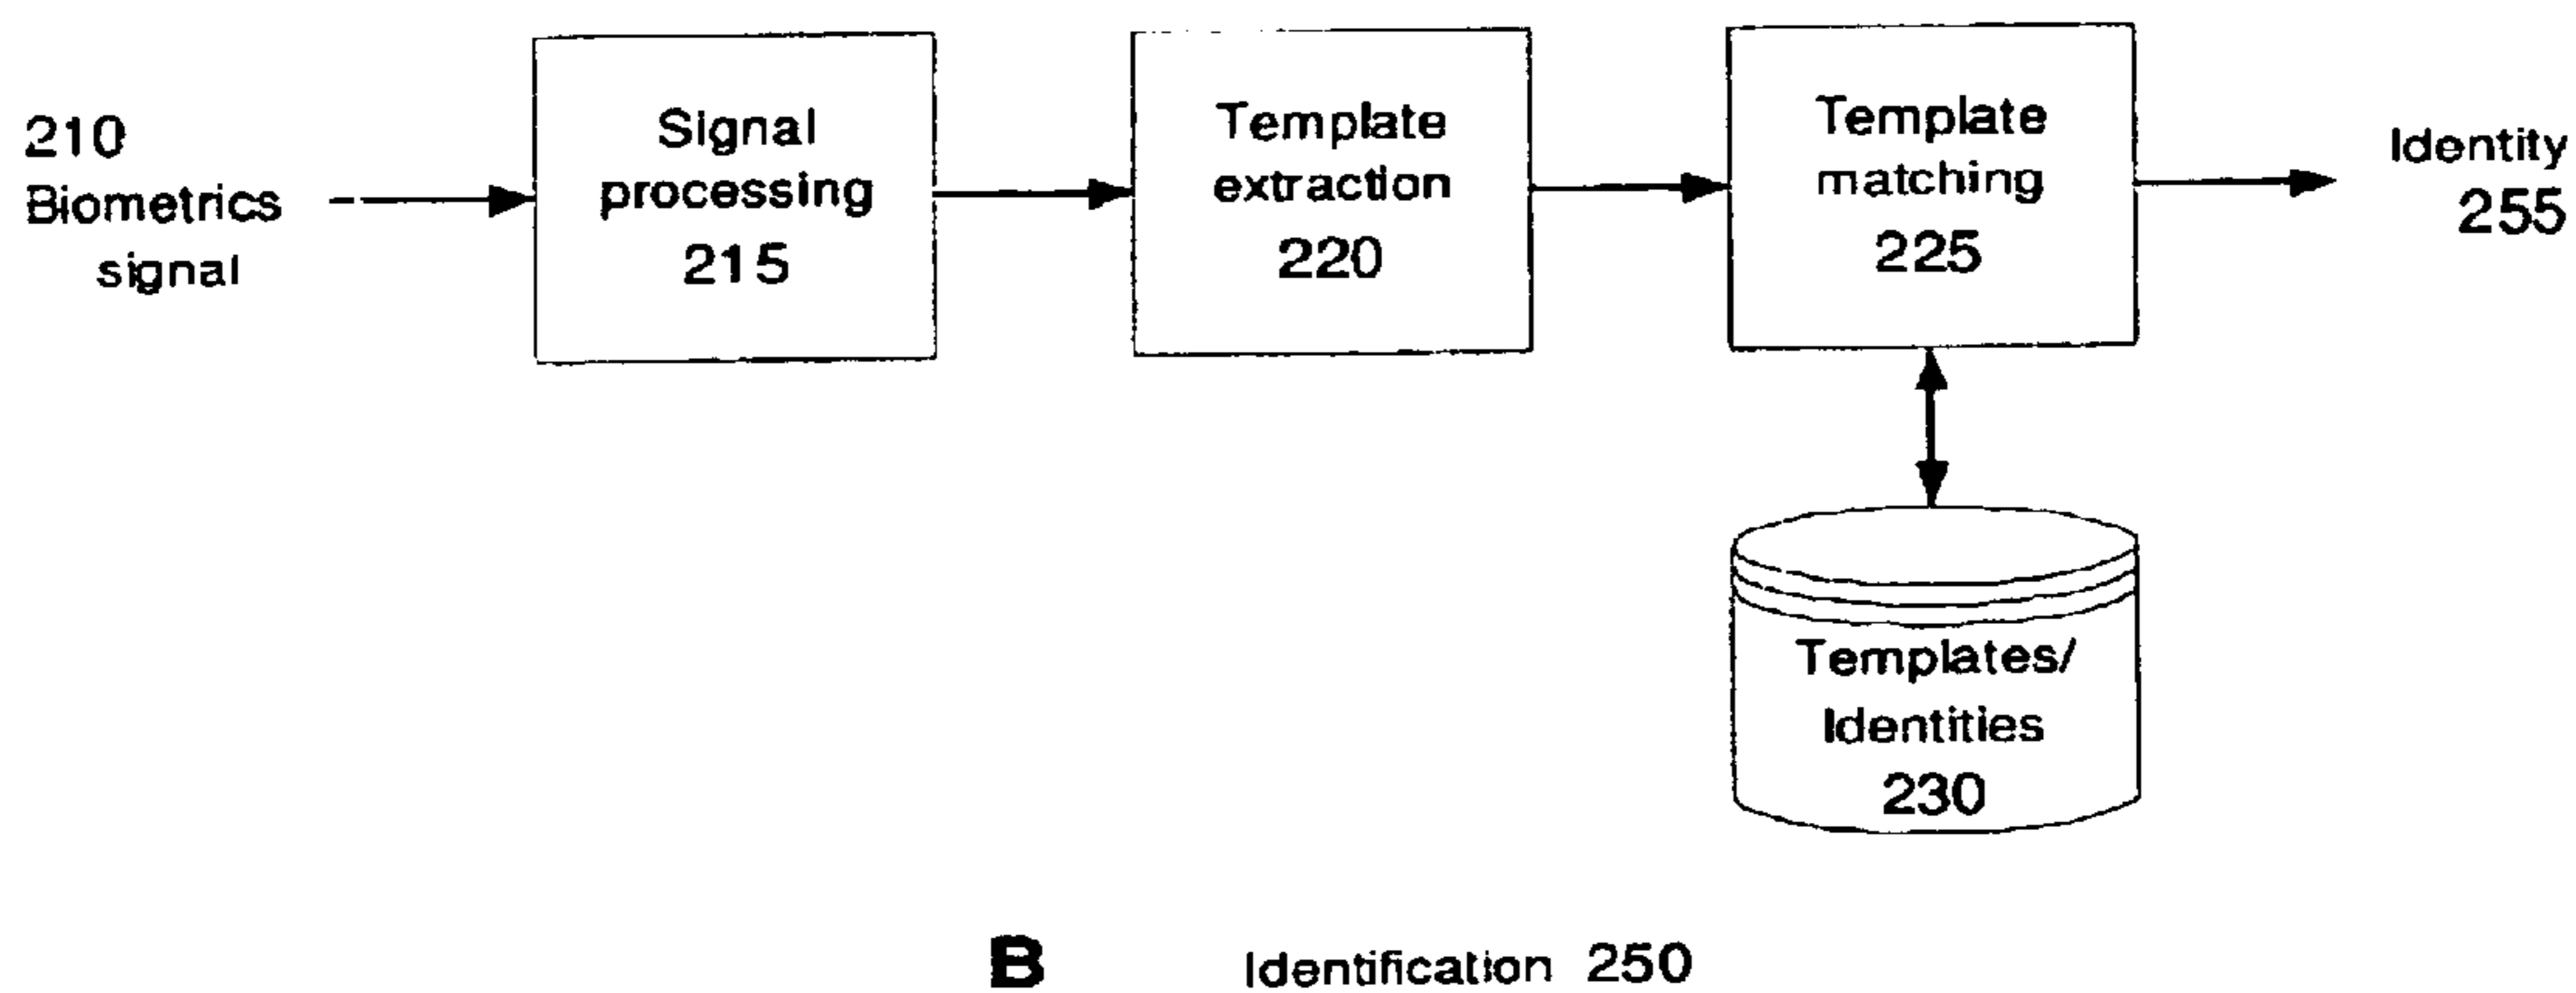 210
Biometrics
signal
Signal
processing
215
Template
extraction
220
Template
matching
225
Identity
255
Templates/
Identities
230
B Identification 250